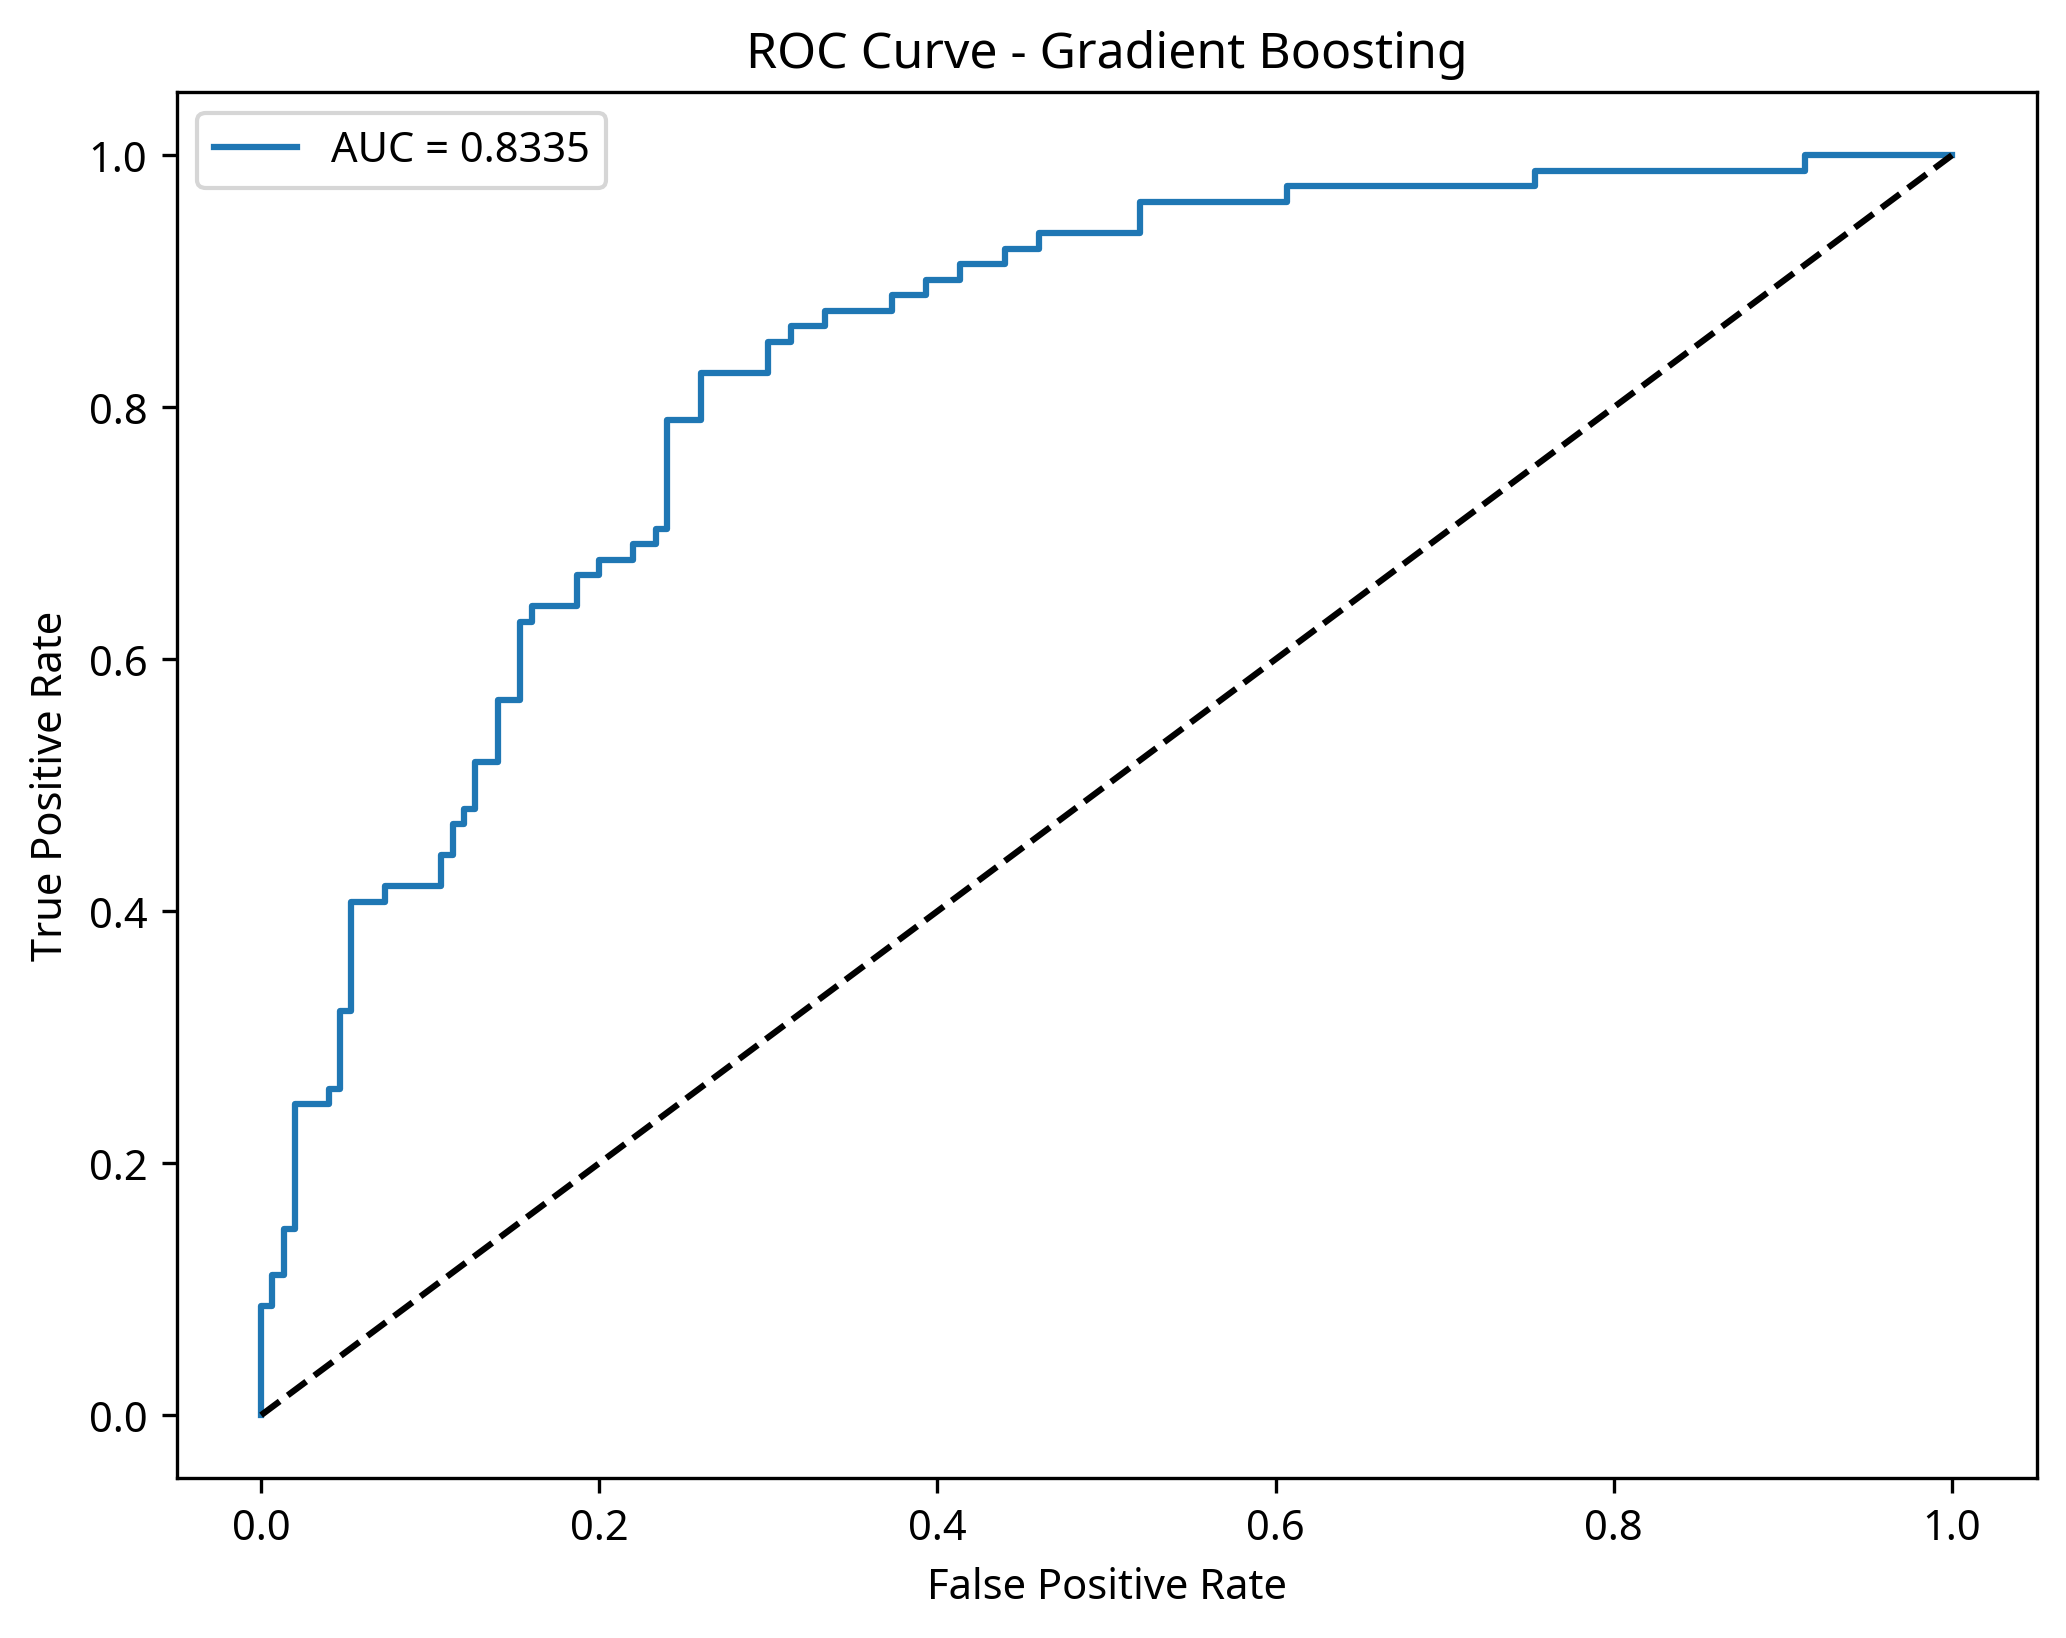 ROC Curve - Gradient Boosting
AUC = 0.8335
True Positive Rate
1.0
0.8
0.6
0.4
0.2
0.0
0.0 0.2 0.4 0.6 0.8 1.0
False Positive Rate